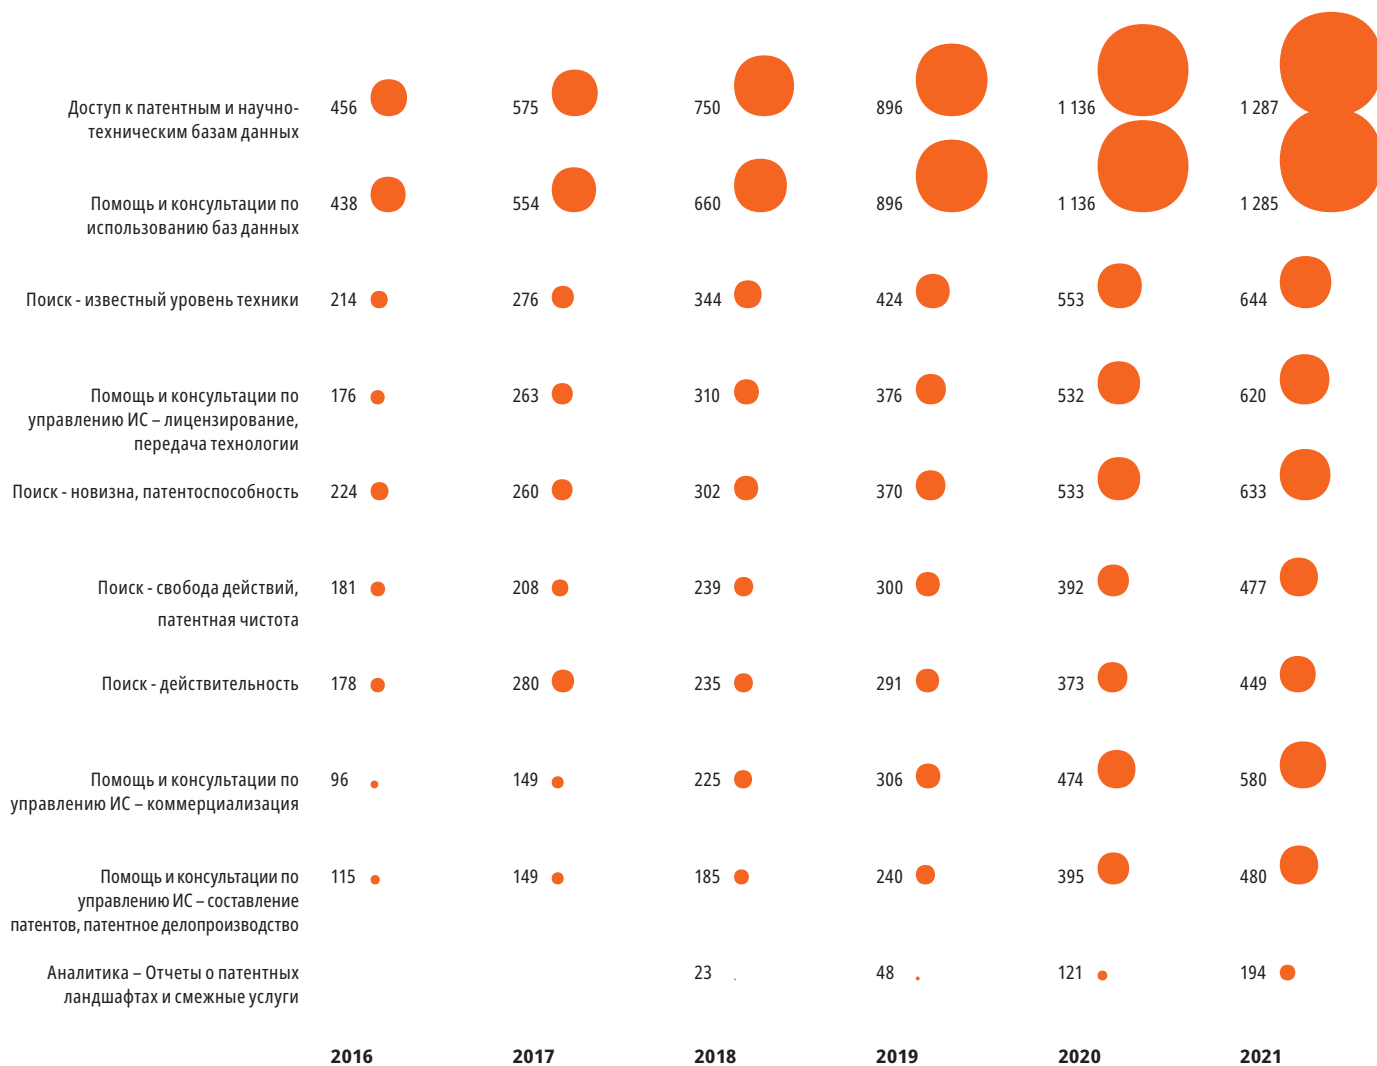 Доступ к патентным и научно- 456 575 750 896 1 136 1 287
техническим базам данных
Помощь и консультации по 438 554 660 896 1 136 1 285
использованию баз данных
Поиск - известный уровень техники 214 276 344 424 553 644
Помощь и консультации по 176 263 310 376 532 620
управлению ИС – лицензирование,
передача технологии
Поиск - новизна, патентоспособность 224 260 302 370 533 633
Поиск - свобода действий, 181 208 239 300 392 477
патентная чистота
Поиск - действительность 178 280 235 291 373 449
Помощь и консультации по 96 149 225 306 474 580
управлению ИС – коммерциализация
Помощь и консультации по 115 149 185 240 395 480
управлению ИС – составление
патентов, патентное делопроизводство
Аналитика – Отчеты о патентных 23 48 121 194
ландшафтах и смежные услуги
2016 2017 2018 2019 2020 2021